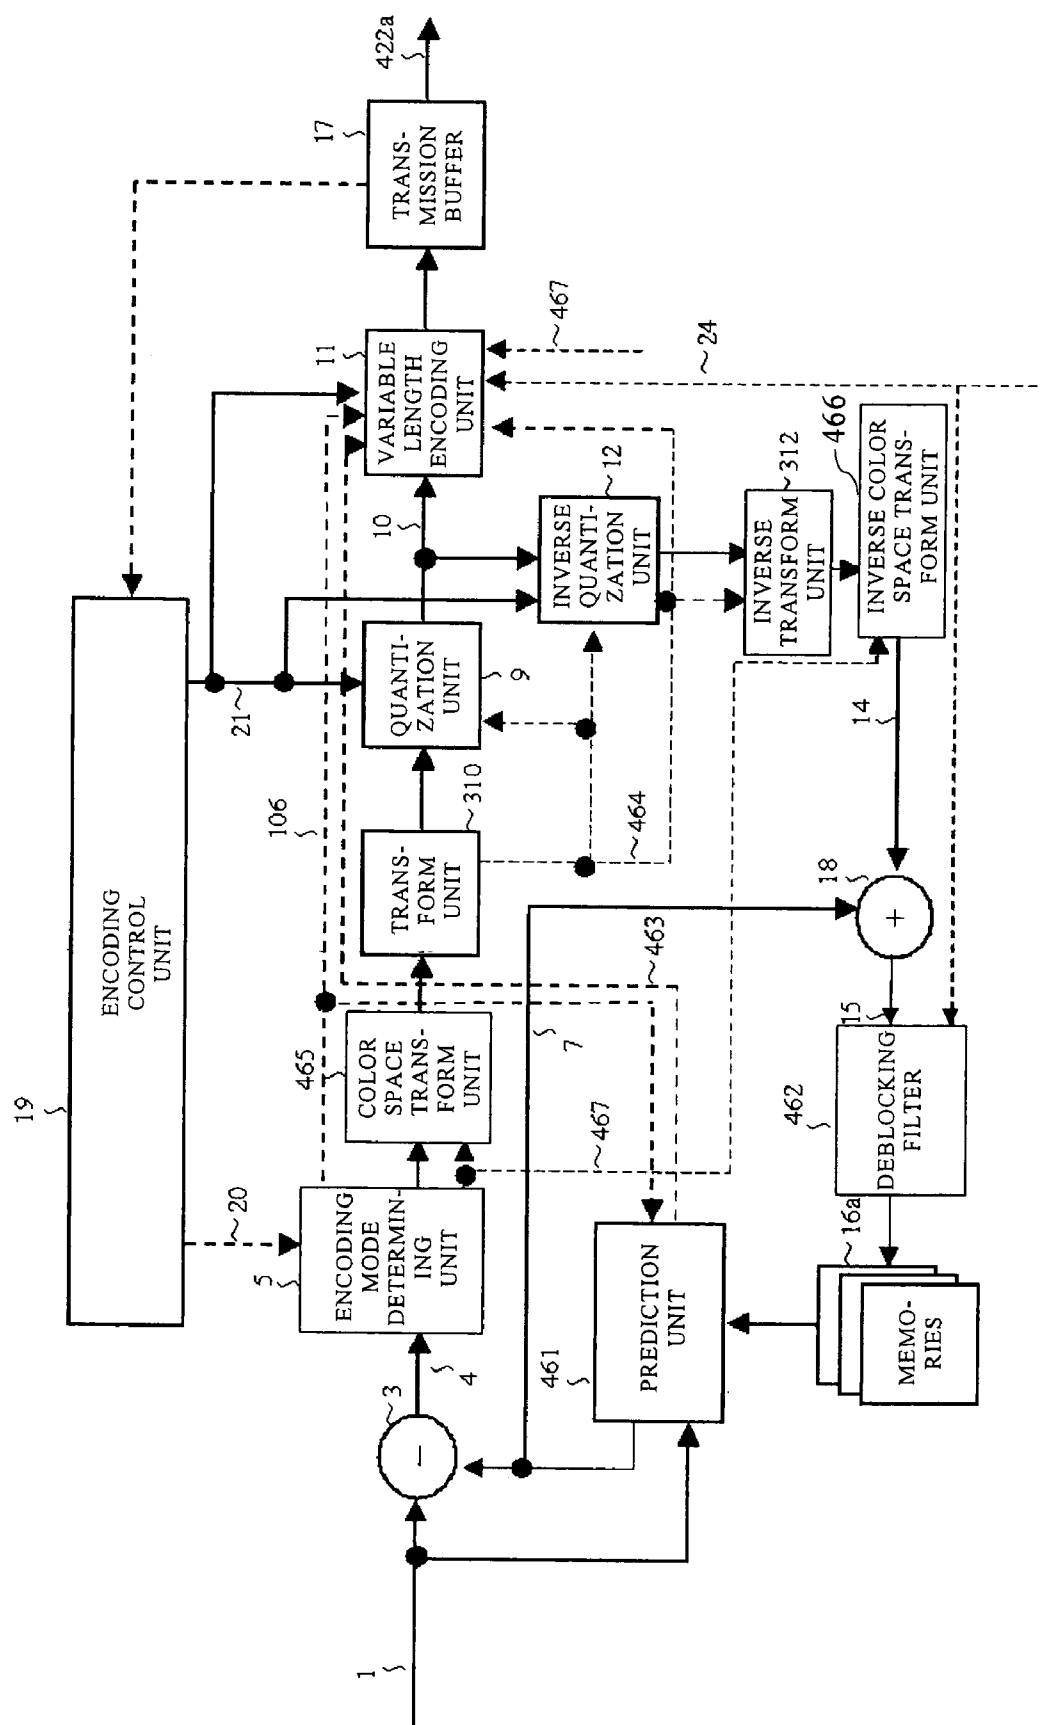 19
ENCODING
CONTROL
UNIT
422a
17
TRANS-
MISSION
BUFFER
21
106
20
5
ENCODING
MODE
DETERMIN-
ING
UNIT
465
COLOR
SPACE
TRANS-
FORM
UNIT
TRANS-
FORM
UNIT
310
QUANTI-
ZATION
UNIT
9
10
11
VARIABLE
LENGTH
ENCODING
UNIT
467
24
1
3
−
4
12
INVERSE
QUANTI-
ZATION
UNIT
464
463
7
467
461
PREDICTION
UNIT
312
INVERSE
TRANSFORM
UNIT
466
INVERSE COLOR
SPACE TRANS-
FORM UNIT
14
18
+
15
462
DEBLOCKING
FILTER
16a
MEMO-
RIES